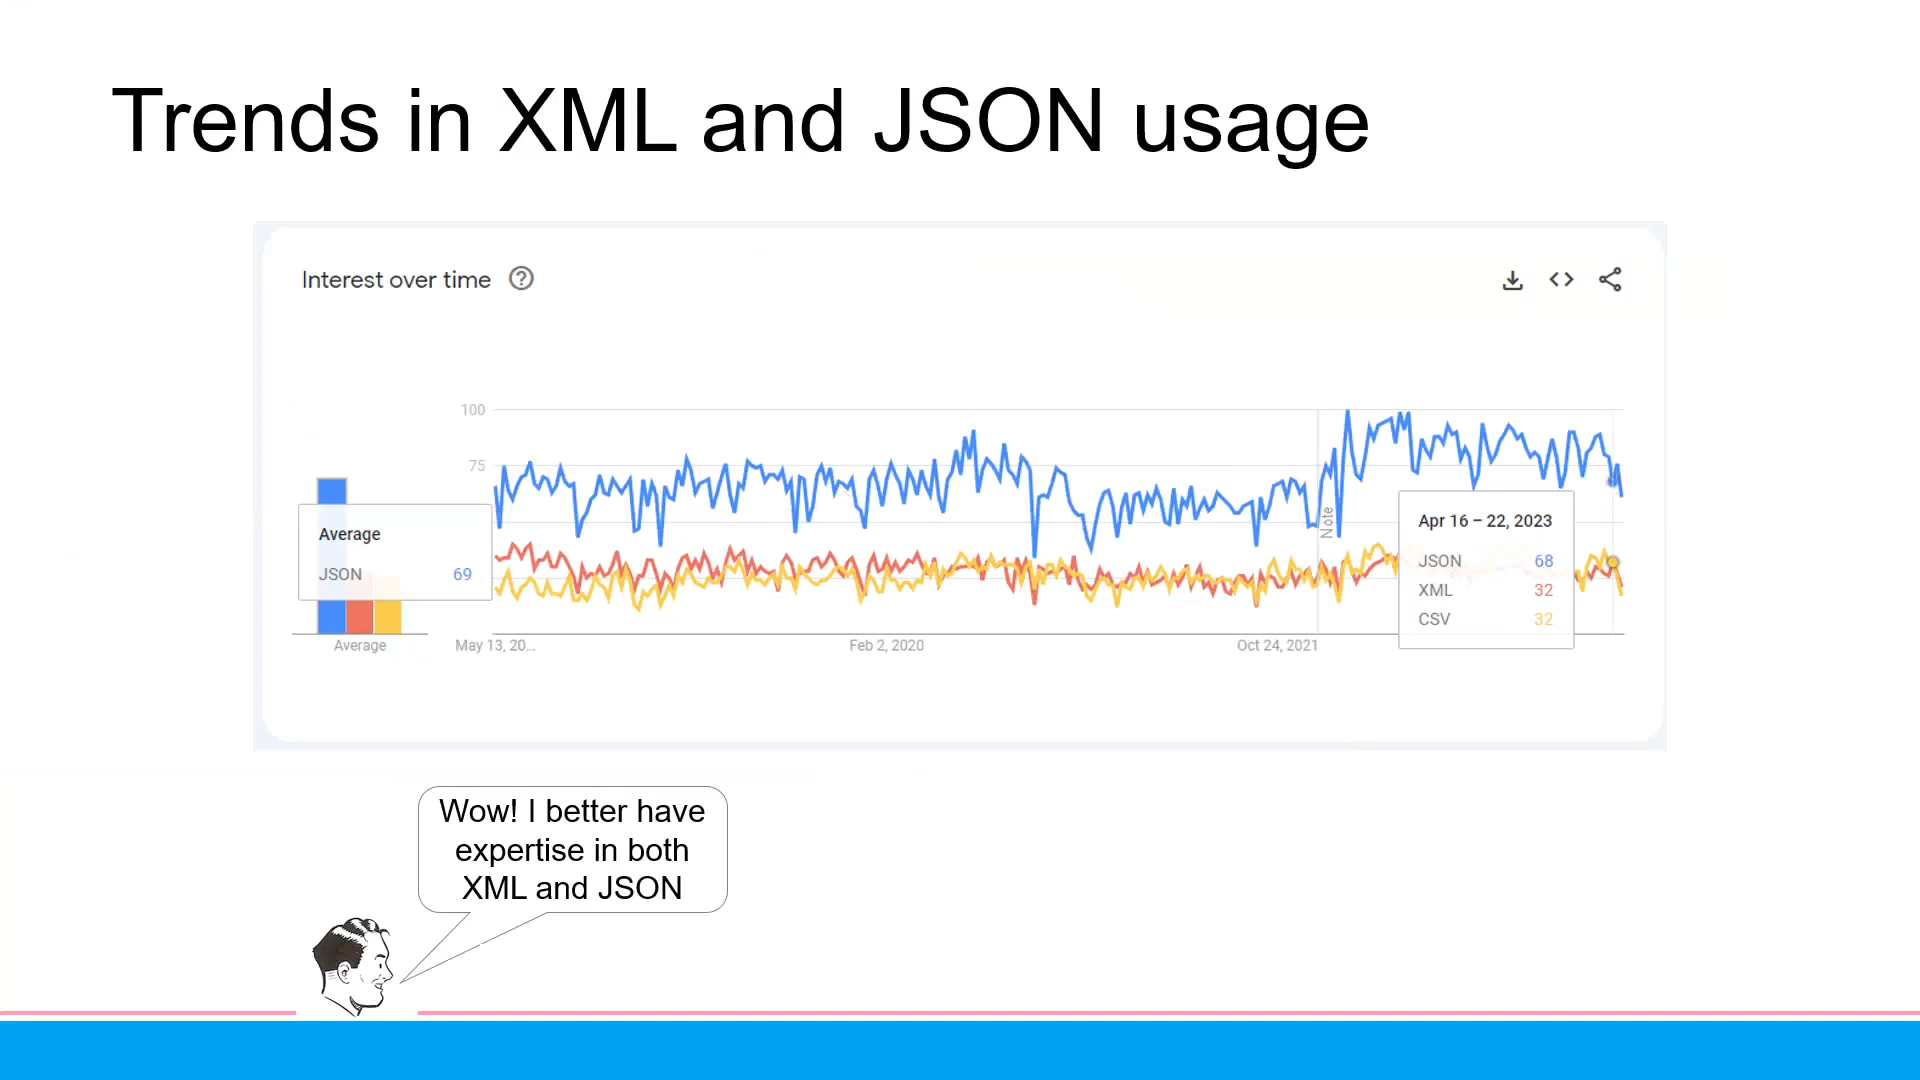 Trends in XML and JSON usage
Interest over time
100
75
Average
JSON 69
Note
Apr 16 – 22, 2023
JSON 68
XML 32
CSV 32
Average
May 13, 20...
Feb 2, 2020
Oct 24, 2021
Wow! I better have
expertise in both
XML and JSON